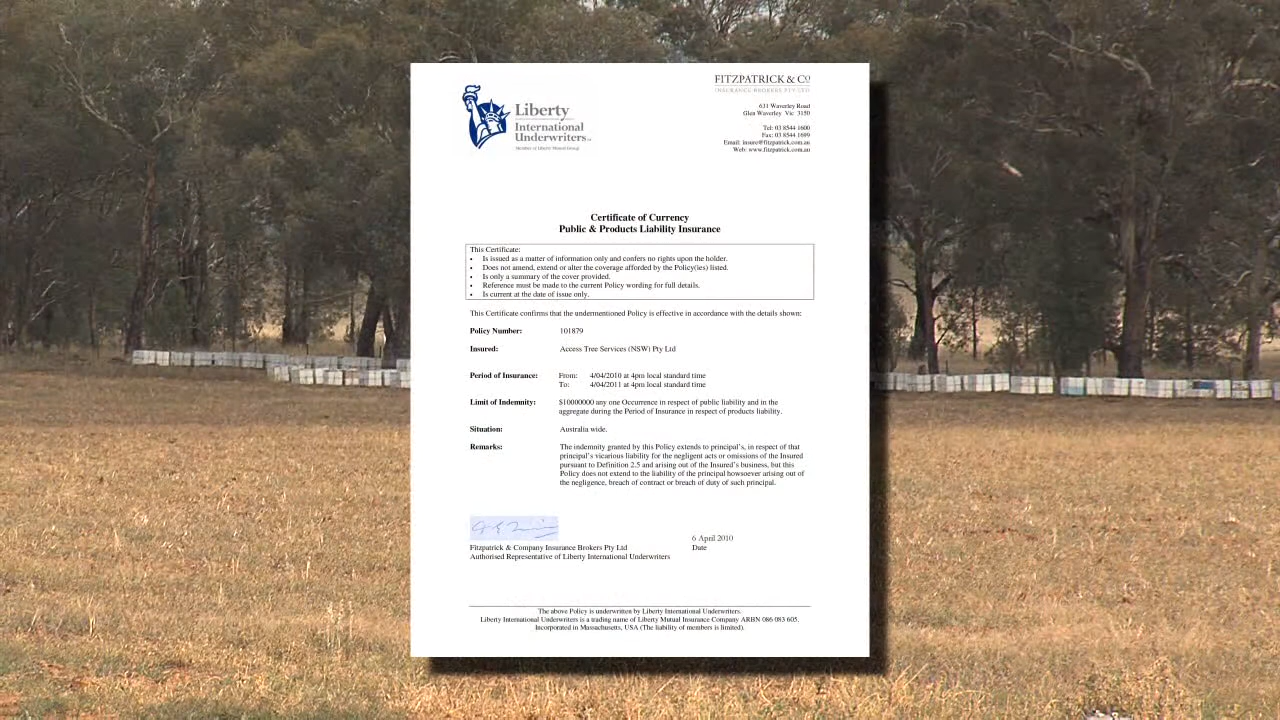 Liberty
International
Underwriters
Member of Liberty Mutual Group
FITZPATRICK & CO
INSURANCE BROKERS PTY LTD
631 Waverley Road
Glen Waverley Vic 3150
Tel: 03 8544 1600
Fax: 03 8544 1699
Email: insure@fitzpatrick.com.au
Web: www.fitzpatrick.com.au
Certificate of Currency
Public & Products Liability Insurance
This Certificate:
• Is issued as a matter of information only and confers no rights upon the holder.
• Does not amend, extend or alter the coverage afforded by the Policy(ies) listed.
• Is only a summary of the cover provided.
• Reference must be made to the current Policy wording for full details.
• Is current at the date of issue only.
This Certificate confirms that the undermentioned Policy is effective in accordance with the details shown:
Policy Number: 101879
Insured: Access Tree Services (NSW) Pty Ltd
Period of Insurance: From: 4/04/2010 at 4pm local standard time
To: 4/04/2011 at 4pm local standard time
Limit of Indemnity: $10000000 any one Occurrence in respect of public liability and in the
aggregate during the Period of Insurance in respect of products liability.
Situation: Australia wide.
Remarks: The indemnity granted by this Policy extends to principal's, in respect of that
principal's vicarious liability for the negligent acts or omissions of the Insured
pursuant to Definition 2.5 and arising out of the Insured's business, but this
Policy does not extend to the liability of the principal howsoever arising out of
the negligence, breach of contract or breach of duty of such principal.
6 April 2010
Fitzpatrick & Company Insurance Brokers Pty Ltd Date
Authorised Representative of Liberty International Underwriters
The above Policy is underwritten by Liberty International Underwriters.
Liberty International Underwriters is a trading name of Liberty Mutual Insurance Company ARBN 086 083 605.
Incorporated in Massachusetts, USA (The liability of members is limited).